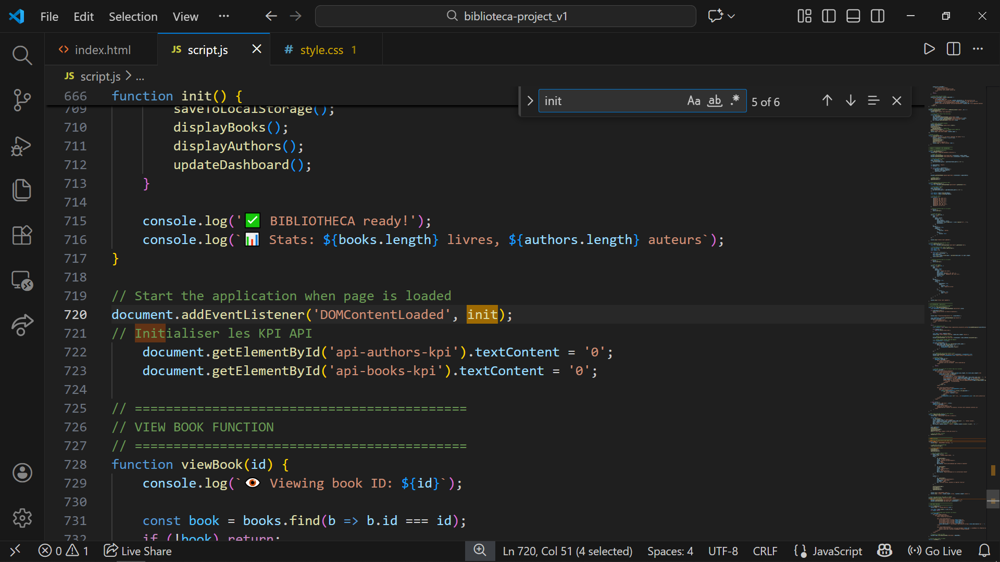 File Edit Selection View ··· biblioteca-project_v1
index.html JS script.js # style.css 1
JS script.js > ...
666 function init() {
init Aa ab .* 5 of 6
709 saveToLocalStorage();
710 displayBooks();
711 displayAuthors();
712 updateDashboard();
713 }
714
715 console.log('✅ BIBLIOTHECA ready!');
716 console.log(`📊 Stats: ${books.length} livres, ${authors.length} auteurs`);
717 }
718
719 // Start the application when page is loaded
720 document.addEventListener('DOMContentLoaded', init);
721 // Initialiser les KPI API
722 document.getElementById('api-authors-kpi').textContent = '0';
723 document.getElementById('api-books-kpi').textContent = '0';
724
725 // ===========================================
726 // VIEW BOOK FUNCTION
727 // ===========================================
728 function viewBook(id) {
729 console.log(`👁️ Viewing book ID: ${id}`);
730
731 const book = books.find(b => b.id === id);
732 if (!book) return;
0 1 Live Share Ln 720, Col 51 (4 selected) Spaces: 4 UTF-8 CRLF {} JavaScript Go Live